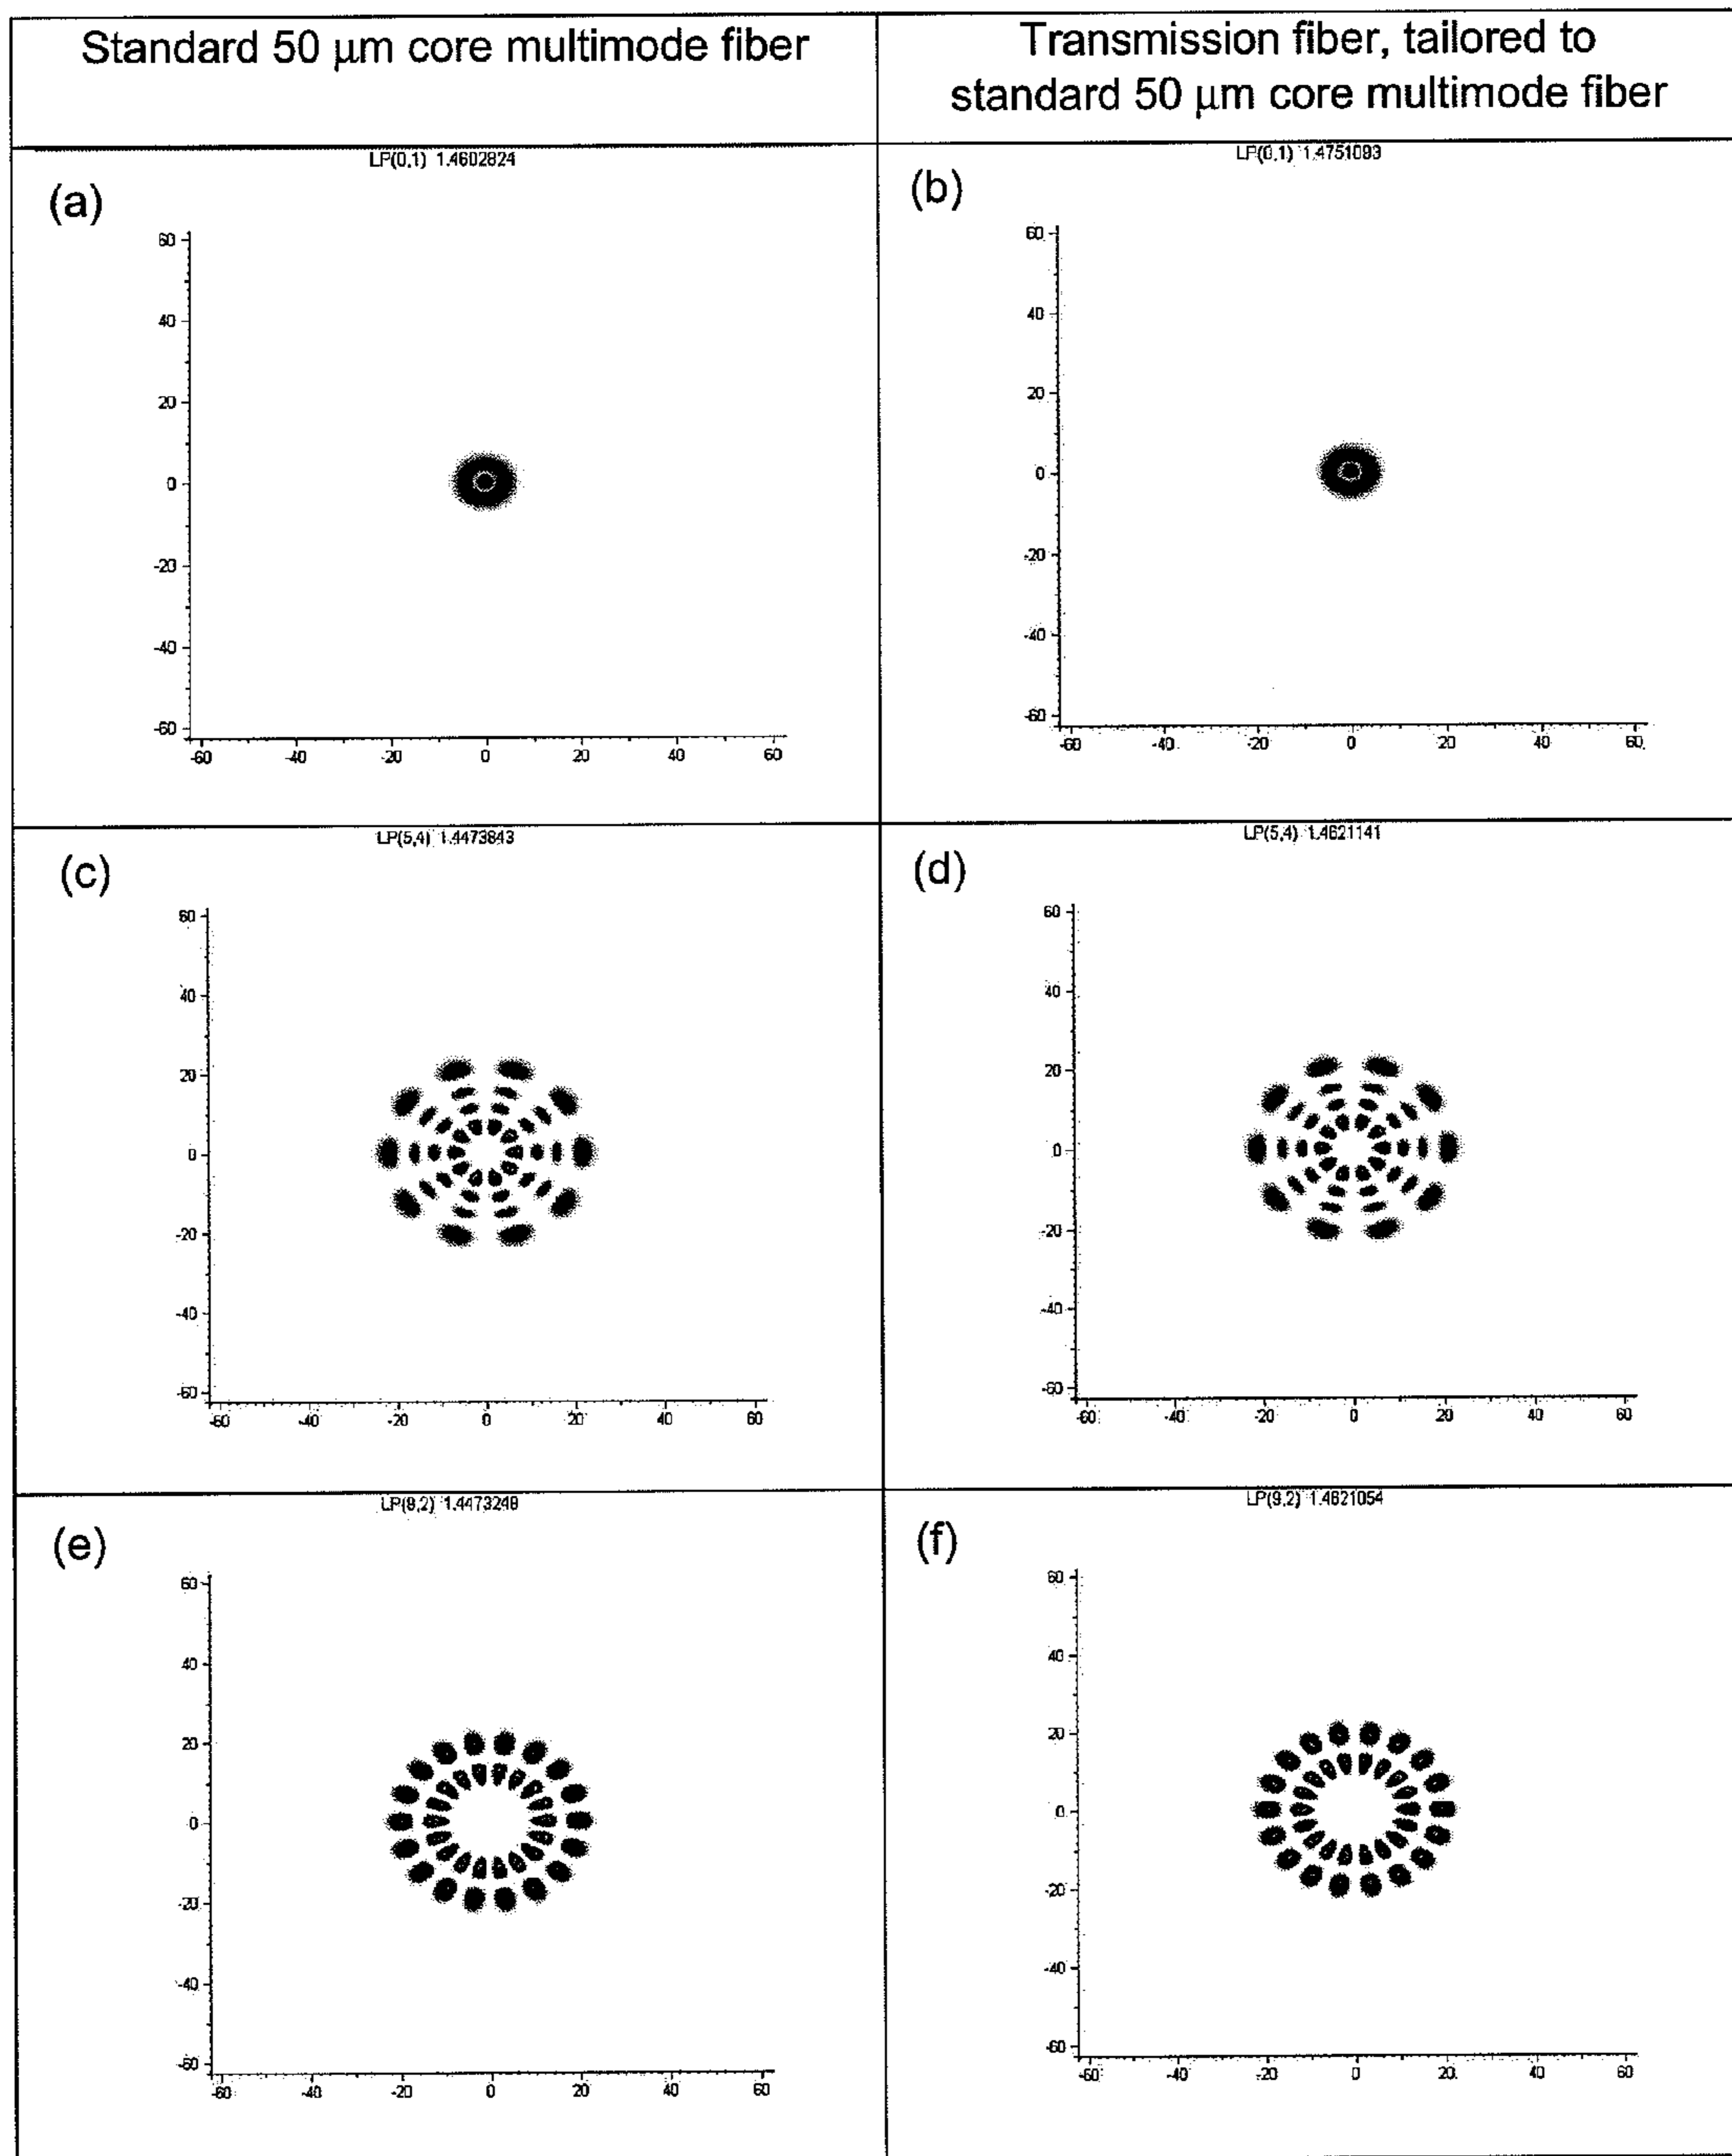 Standard 50 μm core multimode fiber
Transmission fiber, tailored to
standard 50 μm core multimode fiber
LP(0,1) 1.4602824
(a)
60
40
20
0
-20
-40
-60
-60 -40 -20 0 20 40 60
LP(0,1) 1.4751093
(b)
60
40
20
0
-20
-40
-60
-60 -40 -20 0 20 40 60
LP(5,4) 1.4473843
(c)
60
40
20
0
-20
-40
-60
-60 -40 -20 0 20 40 60
LP(5,4) 1.4621141
(d)
60
40
20
0
-20
-40
-60
-60 -40 -20 0 20 40 60
LP(9,2) 1.4473248
(e)
60
40
20
0
-20
-40
-60
-60 -40 -20 0 20 40 60
LP(9,2) 1.4621054
(f)
60
40
20
0
-20
-40
-60
-60 -40 -20 0 20 40 60